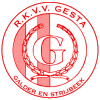 R.K.V.V. GESTA
G
GALDER EN STRIJBEEK